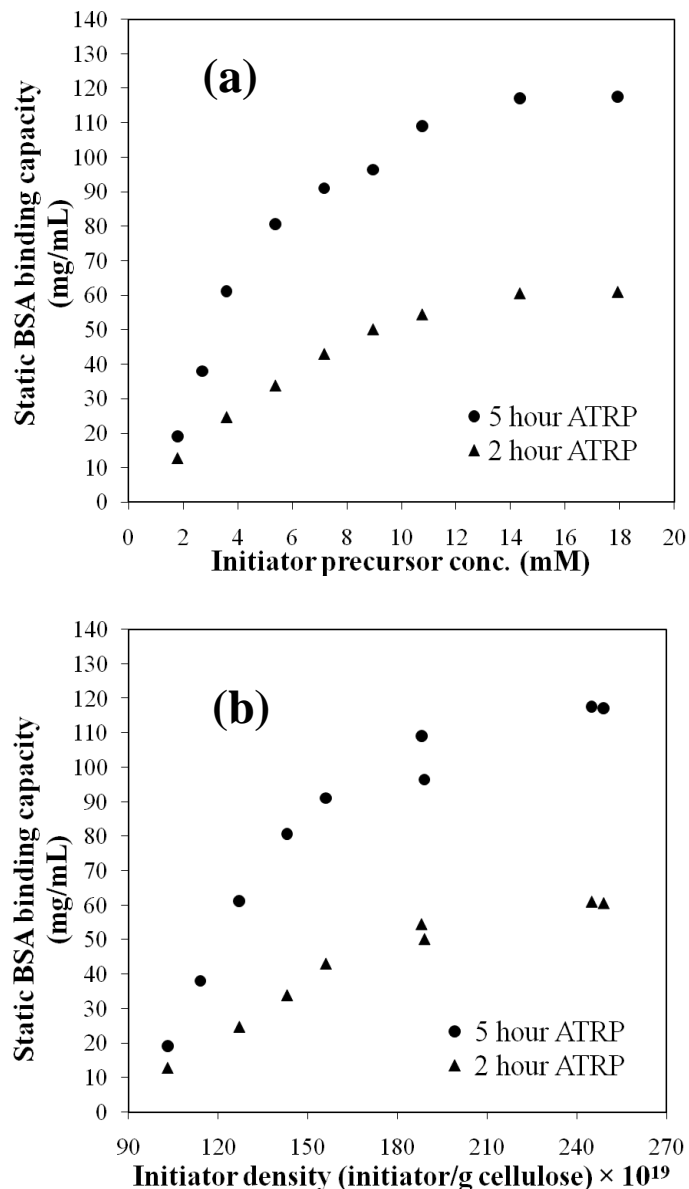 140
130
120
110
100
90
80
70
60
50
40
30
20
10
0
Static BSA binding capacity
(mg/mL)
(a)
● 5 hour ATRP
▲ 2 hour ATRP
0 2 4 6 8 10 12 14 16 18 20
Initiator precursor conc. (mM)
140
130
120
110
100
90
80
70
60
50
40
30
20
10
0
Static BSA binding capacity
(mg/mL)
(b)
● 5 hour ATRP
▲ 2 hour ATRP
90 120 150 180 210 240 270
Initiator density (initiator/g cellulose) × 10¹⁹